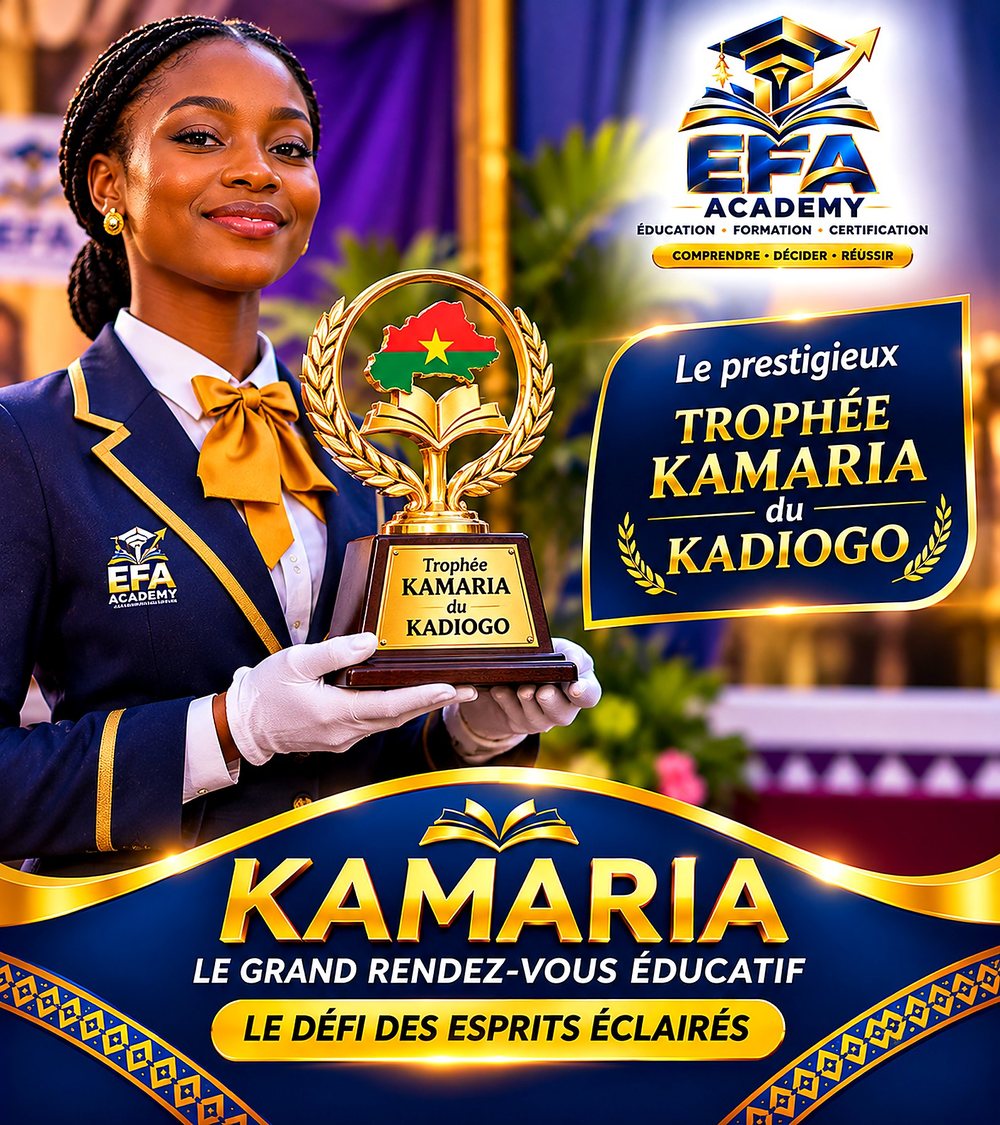 EFA
ACADEMY
ÉDUCATION • FORMATION • CERTIFICATION
COMPRENDRE • DÉCIDER • RÉUSSIR
Le prestigieux
TROPHÉE
KAMARIA
du
KADIOGO
EFA
EFA
ACADEMY
Trophée
KAMARIA
du
KADIOGO
KAMARIA
LE GRAND RENDEZ-VOUS ÉDUCATIF
LE DÉFI DES ESPRITS ÉCLAIRÉS